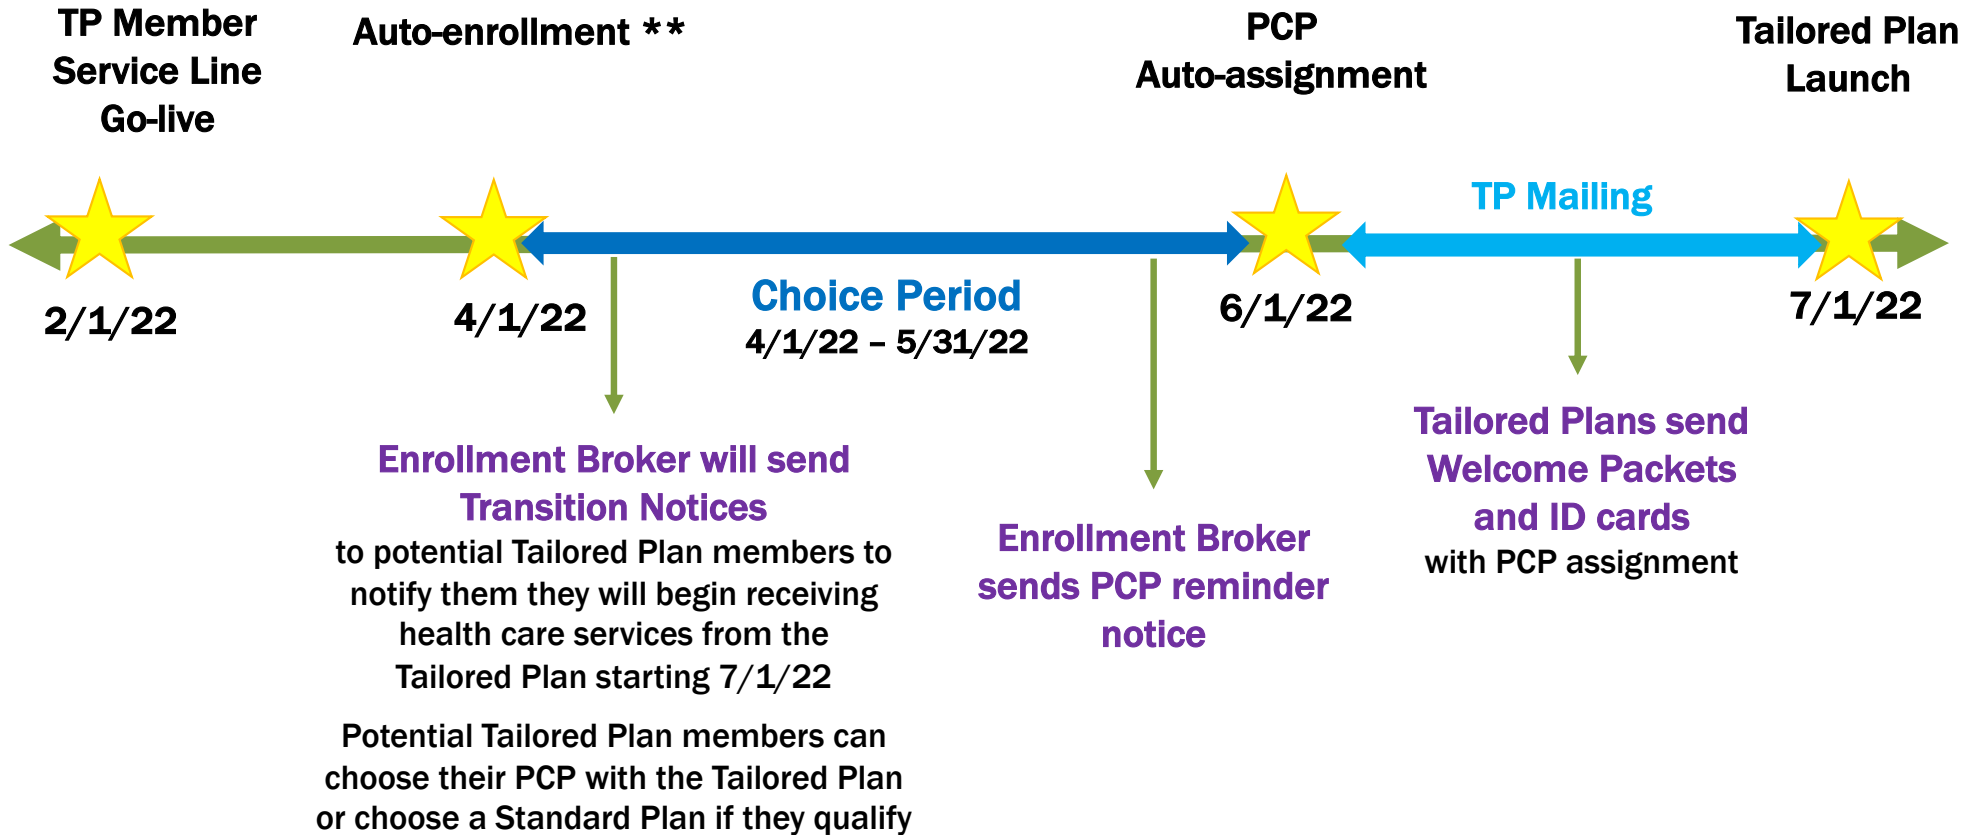 TP Member
Service Line
Go-live
Auto-enrollment **
PCP
Auto-assignment
Tailored Plan
Launch
TP Mailing
2/1/22
4/1/22
Choice Period
4/1/22 – 5/31/22
6/1/22
7/1/22
Enrollment Broker will send
Transition Notices
to potential Tailored Plan members to
notify them they will begin receiving
health care services from the
Tailored Plan starting 7/1/22
Potential Tailored Plan members can
choose their PCP with the Tailored Plan
or choose a Standard Plan if they qualify
Enrollment Broker
sends PCP reminder
notice
Tailored Plans send
Welcome Packets
and ID cards
with PCP assignment